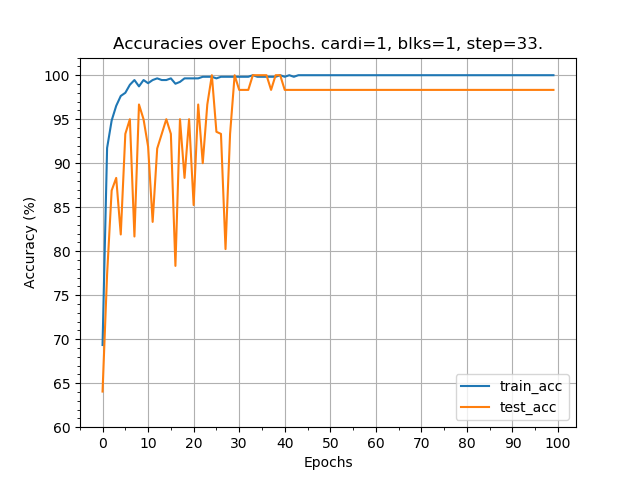 Accuracies over Epochs. cardi=1, blks=1, step=33.
100
95
90
85
80
75
70
65
60
Accuracy (%)
0 10 20 30 40 50 60 70 80 90 100
Epochs
train_acc
test_acc